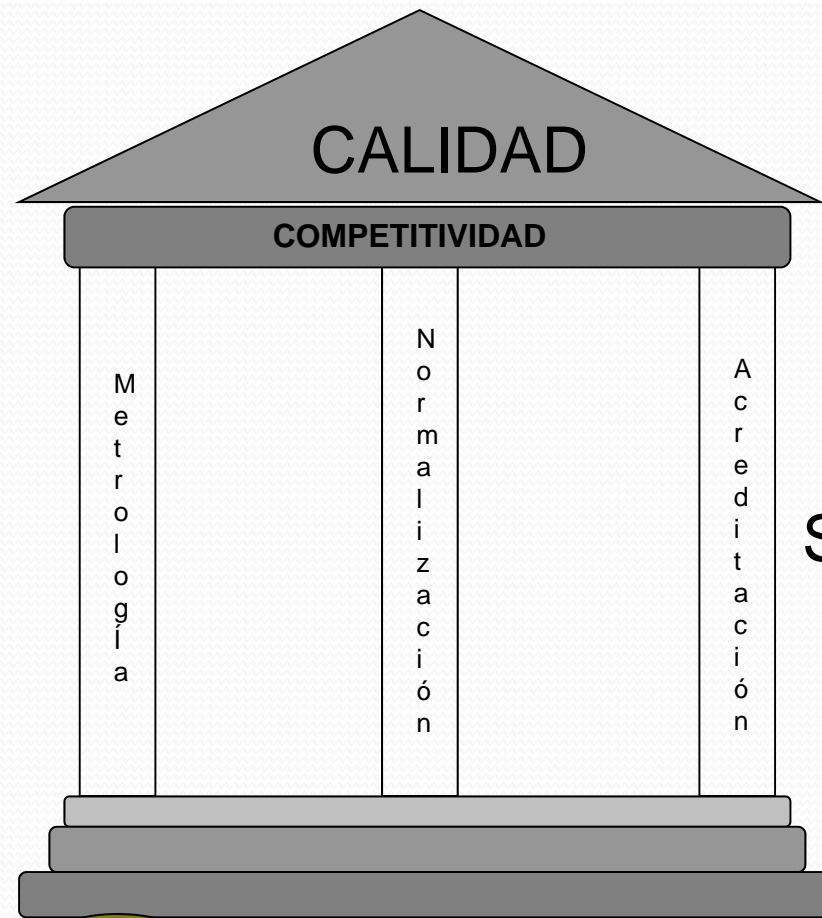 CALIDAD
COMPETITIVIDAD
Metrología
Normalización
Acreditación
S